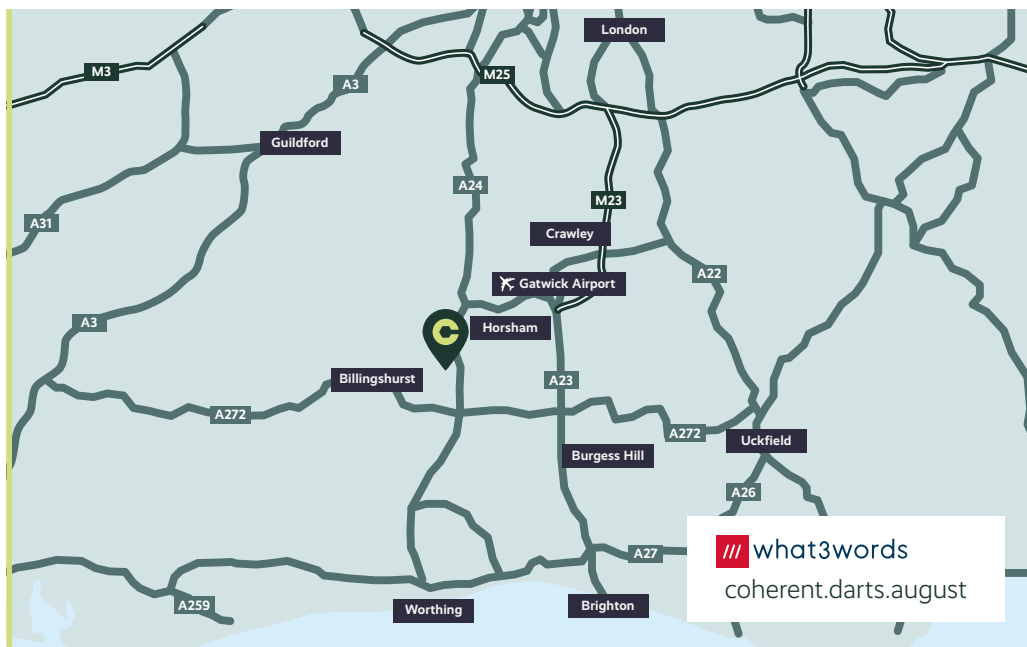 London
M3
M25
A3
Guildford
A24
M23
A31
Crawley
A22
Gatwick Airport
A3
Horsham
Billingshurst
A23
A272
A272
Uckfield
Burgess Hill
A26
what3words
A27
coherent.darts.august
A259
Worthing
Brighton